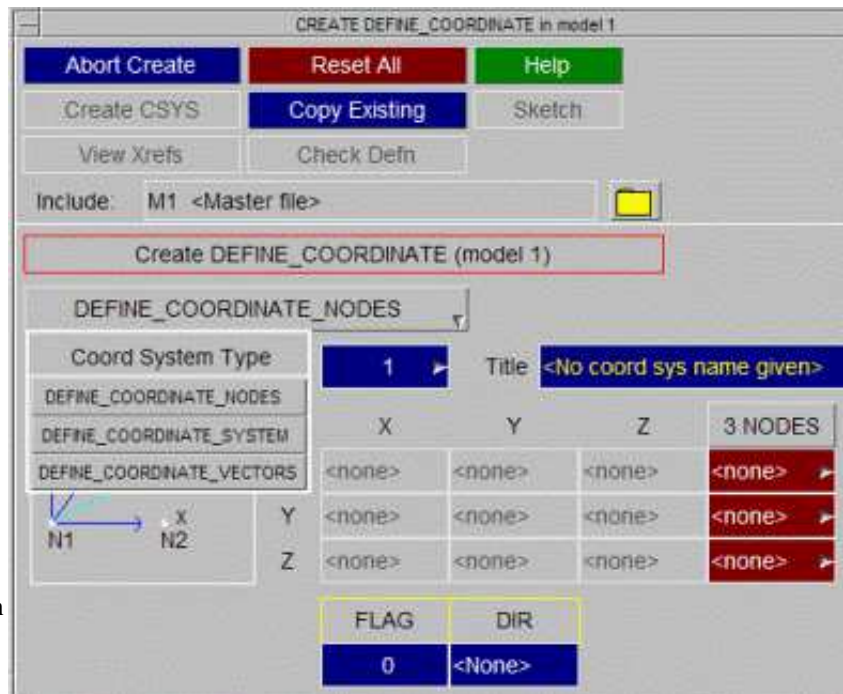 CREATE DEFINE_COORDINATE in model 1
Abort Create Reset All Help
Create CSYS Copy Existing Sketch
View Xrefs Check Defn
Include: M1 <Master file>
Create DEFINE_COORDINATE (model 1)
DEFINE_COORDINATE_NODES
Coord System Type 1 Title <No coord sys name given>
DEFINE_COORDINATE_NODES
DEFINE_COORDINATE_SYSTEM X Y Z 3 NODES
DEFINE_COORDINATE_VECTORS <none> <none> <none> <none>
X Y <none> <none> <none> <none>
N1 N2
Z <none> <none> <none> <none>
FLAG DIR
0 <None>